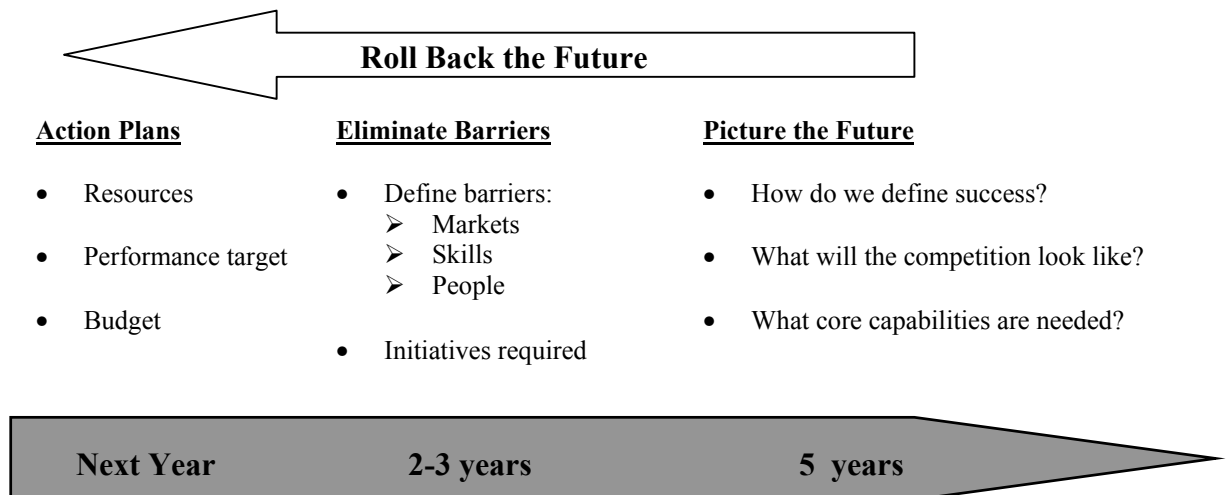 Roll Back the Future
Action Plans
• Resources
• Performance target
• Budget
Eliminate Barriers
• Define barriers:
➢ Markets
➢ Skills
➢ People
• Initiatives required
Picture the Future
• How do we define success?
• What will the competition look like?
• What core capabilities are needed?
Next Year
2-3 years
5 years